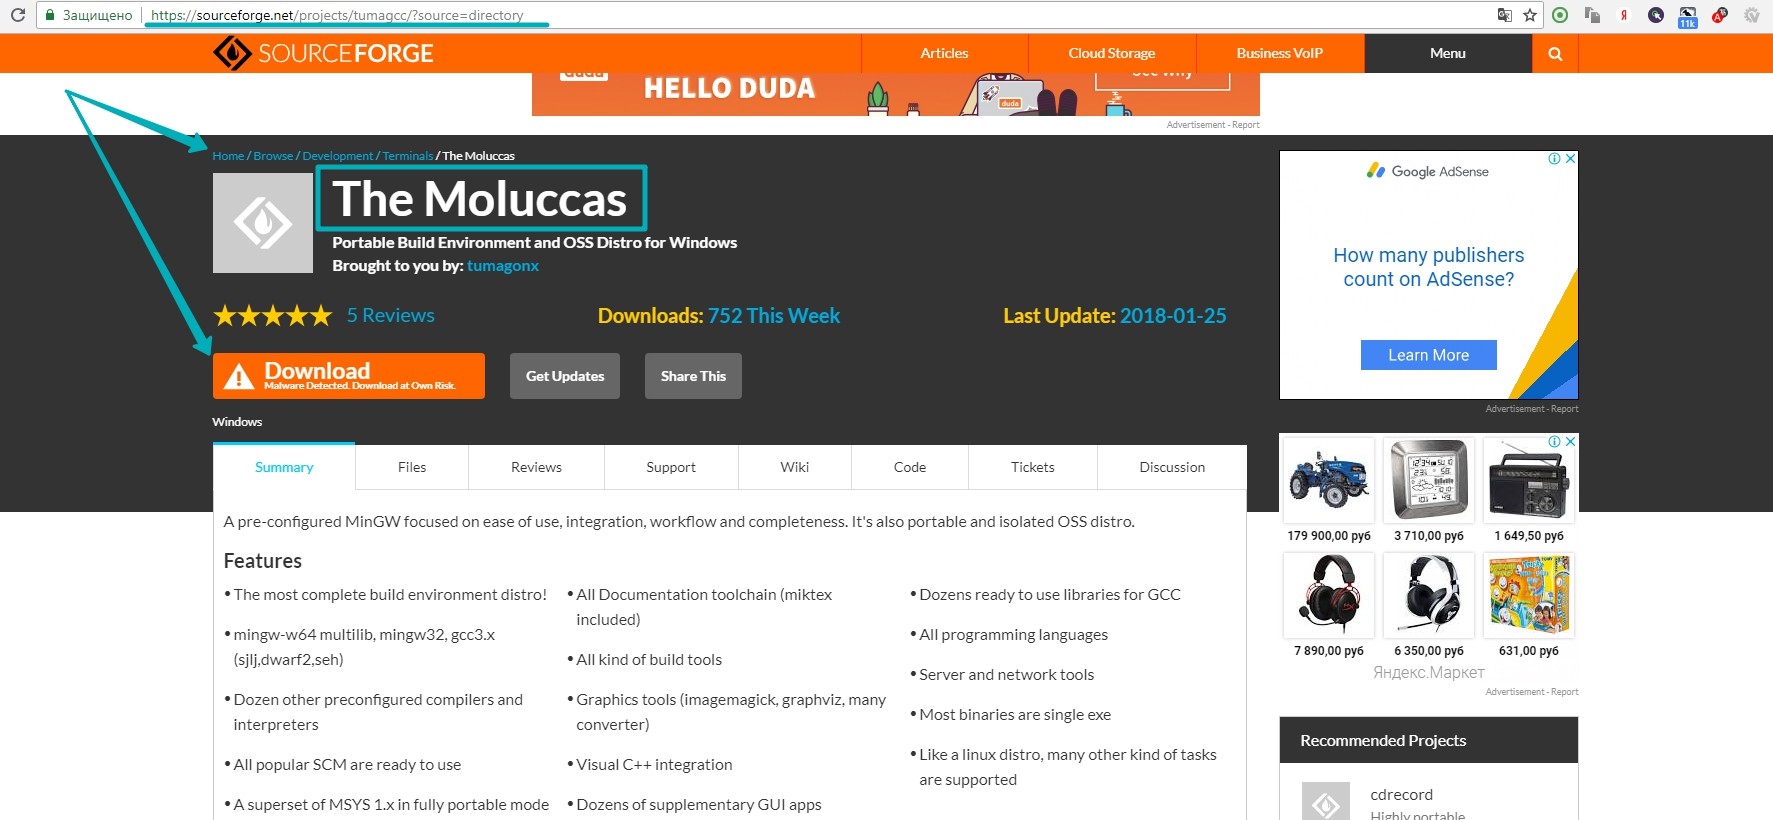 Защищено
https://sourceforge.net/projects/tumagcc/?source=directory
11k
SOURCEFORGE
Articles
Cloud Storage
Business VoIP
Menu
duda
HELLO DUDA
See why
duda
Advertisement - Report
Home / Browse / Development / Terminals / The Moluccas
The Moluccas
Portable Build Environment and OSS Distro for Windows
Brought to you by: tumagonx
5 Reviews
Downloads: 752 This Week
Last Update: 2018-01-25
Download
Malware Detected. Download at Own Risk.
Get Updates
Share This
Windows
Summary
Files
Reviews
Support
Wiki
Code
Tickets
Discussion
A pre-configured MinGW focused on ease of use, integration, workflow and completeness. It's also portable and isolated OSS distro.
Features
• The most complete build environment distro!
• mingw-w64 multilib, mingw32, gcc3.x
(sjlj,dwarf2,seh)
• Dozen other preconfigured compilers and
interpreters
• All popular SCM are ready to use
• A superset of MSYS 1.x in fully portable mode
• All Documentation toolchain (miktex
included)
• All kind of build tools
• Graphics tools (imagemagick, graphviz, many
converter)
• Visual C++ integration
• Dozens of supplementary GUI apps
• Dozens ready to use libraries for GCC
• All programming languages
• Server and network tools
• Most binaries are single exe
• Like a linux distro, many other kind of tasks
are supported
Google AdSense
How many publishers
count on AdSense?
Learn More
Advertisement - Report
179 900,00 руб
3 710,00 руб
1 649,50 руб
7 890,00 руб
6 350,00 руб
631,00 руб
Яндекс.Маркет
Advertisement - Report
Recommended Projects
cdrecord
Highly portable